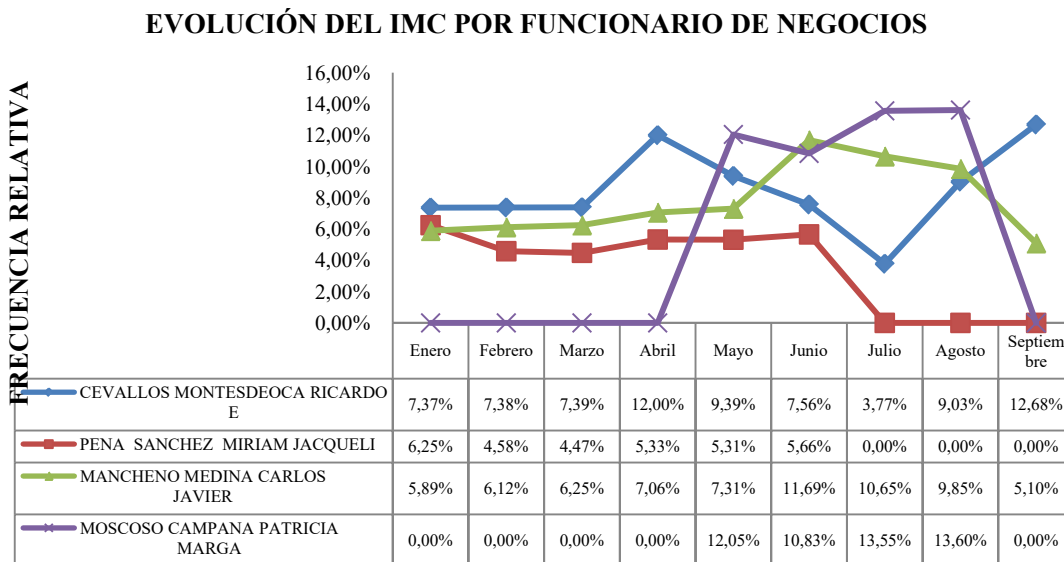 EVOLUCIÓN DEL IMC POR FUNCIONARIO DE NEGOCIOS
FRECUENCIA RELATIVA
16,00%
14,00%
12,00%
10,00%
8,00%
6,00%
4,00%
2,00%
0,00%
Enero Febrero Marzo Abril Mayo Junio Julio Agosto Septiem
bre
CEVALLOS MONTESDEOCA RICARDO
E
7,37% 7,38% 7,39% 12,00% 9,39% 7,56% 3,77% 9,03% 12,68%
PENA SANCHEZ MIRIAM JACQUELI 6,25% 4,58% 4,47% 5,33% 5,31% 5,66% 0,00% 0,00% 0,00%
MANCHENO MEDINA CARLOS
JAVIER
5,89% 6,12% 6,25% 7,06% 7,31% 11,69% 10,65% 9,85% 5,10%
MOSCOSO CAMPANA PATRICIA
MARGA
0,00% 0,00% 0,00% 0,00% 12,05% 10,83% 13,55% 13,60% 0,00%